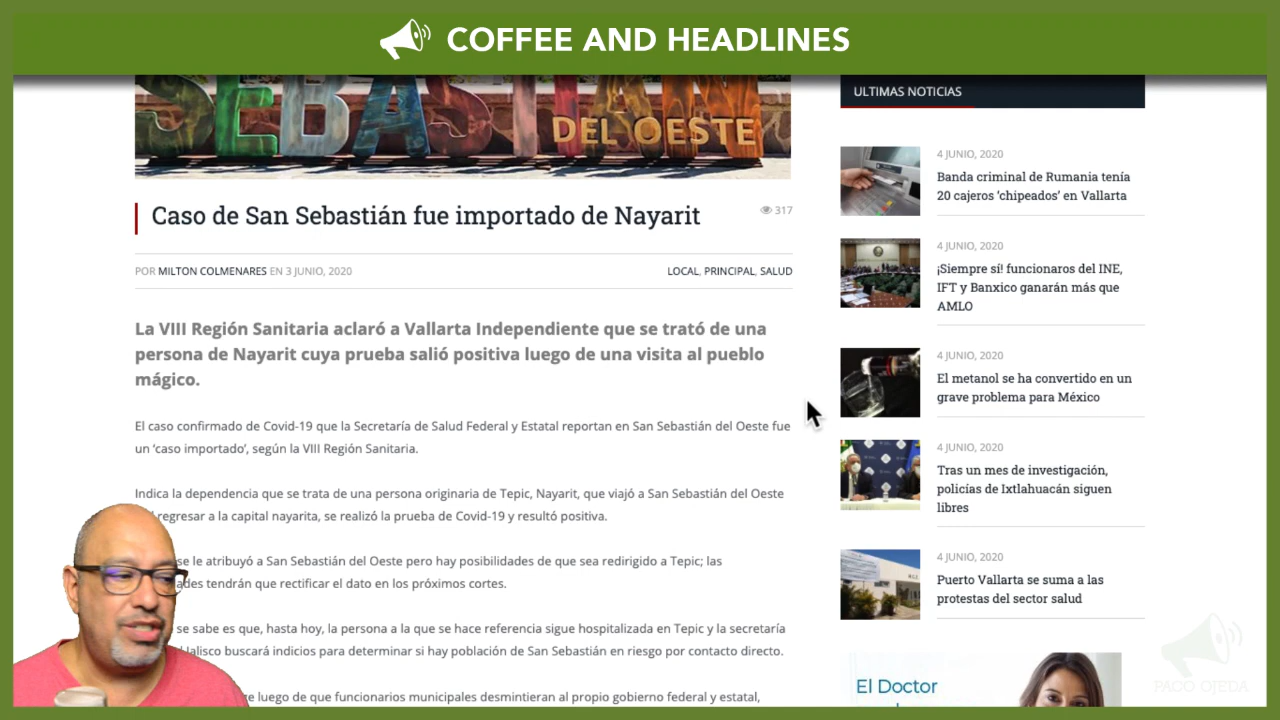 COFFEE AND HEADLINES
SEBASTIAN
DEL OESTE
Caso de San Sebastián fue importado de Nayarit
317
POR MILTON COLMENARES EN 3 JUNIO, 2020
LOCAL, PRINCIPAL, SALUD
La VIII Región Sanitaria aclaró a Vallarta Independiente que se trató de una
persona de Nayarit cuya prueba salió positiva luego de una visita al pueblo
mágico.
El caso confirmado de Covid-19 que la Secretaría de Salud Federal y Estatal reportan en San Sebastián del Oeste fue
un ‘caso importado’, según la VIII Región Sanitaria.
Indica la dependencia que se trata de una persona originaria de Tepic, Nayarit, que viajó a San Sebastián del Oeste
regresar a la capital nayarita, se realizó la prueba de Covid-19 y resultó positiva.
se le atribuyó a San Sebastián del Oeste pero hay posibilidades de que sea redirigido a Tepic; las
tendrán que rectificar el dato en los próximos cortes.
se sabe es que, hasta hoy, la persona a la que se hace referencia sigue hospitalizada en Tepic y la secretaría
Jalisco buscará indicios para determinar si hay población de San Sebastián en riesgo por contacto directo.
luego de que funcionarios municipales desmintieran al propio gobierno federal y estatal,
ULTIMAS NOTICIAS
4 JUNIO, 2020
Banda criminal de Rumania tenía
20 cajeros ‘chipeados’ en Vallarta
4 JUNIO, 2020
¡Siempre sí! funcionaros del INE,
IFT y Banxico ganarán más que
AMLO
4 JUNIO, 2020
El metanol se ha convertido en un
grave problema para México
4 JUNIO, 2020
Tras un mes de investigación,
policías de Ixtlahuacán siguen
libres
4 JUNIO, 2020
Puerto Vallarta se suma a las
protestas del sector salud
El Doctor
PACO OJEDA